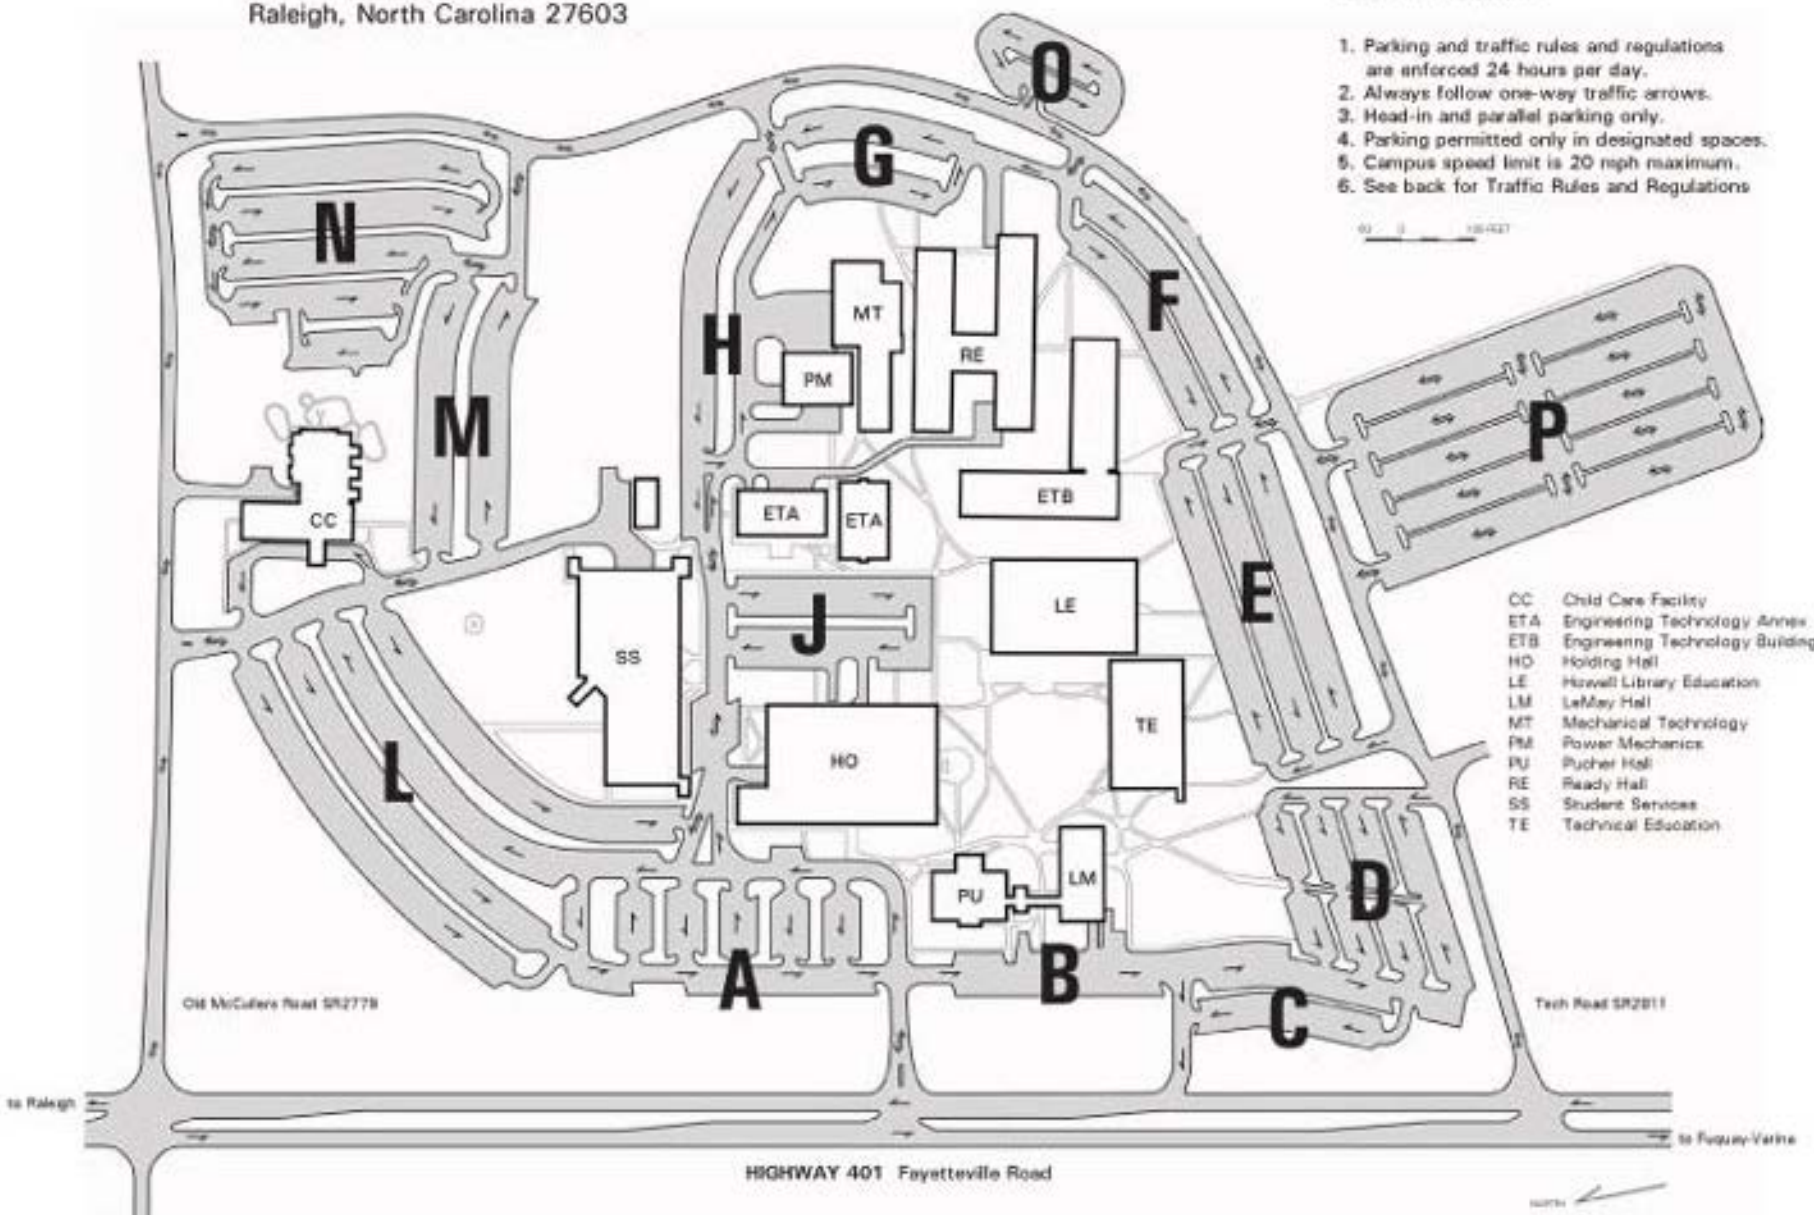 Raleigh, North Carolina 27603
1. Parking and traffic rules and regulations
are enforced 24 hours per day.
2. Always follow one-way traffic arrows.
3. Head-in and parallel parking only.
4. Parking permitted only in designated spaces.
5. Campus speed limit is 20 mph maximum.
6. See back for Traffic Rules and Regulations
O
G
N
F
H
MT
RE
PM
P
M
ETB
CC
ETA
ETA
E
LE
J
SS
TE
HO
L
D
PU
LM
A
B
C
CC Child Care Facility
ETA Engineering Technology Annex
ETB Engineering Technology Building
HO Holding Hall
LE Howell Library Education
LM LeMay Hall
MT Mechanical Technology
PM Power Mechanics
PU Pucher Hall
RE Ready Hall
SS Student Services
TE Technical Education
Old McCullers Road SR2779
Tech Road SR2811
to Raleigh
to Fuquay-Varina
HIGHWAY 401 Fayetteville Road
NORTH